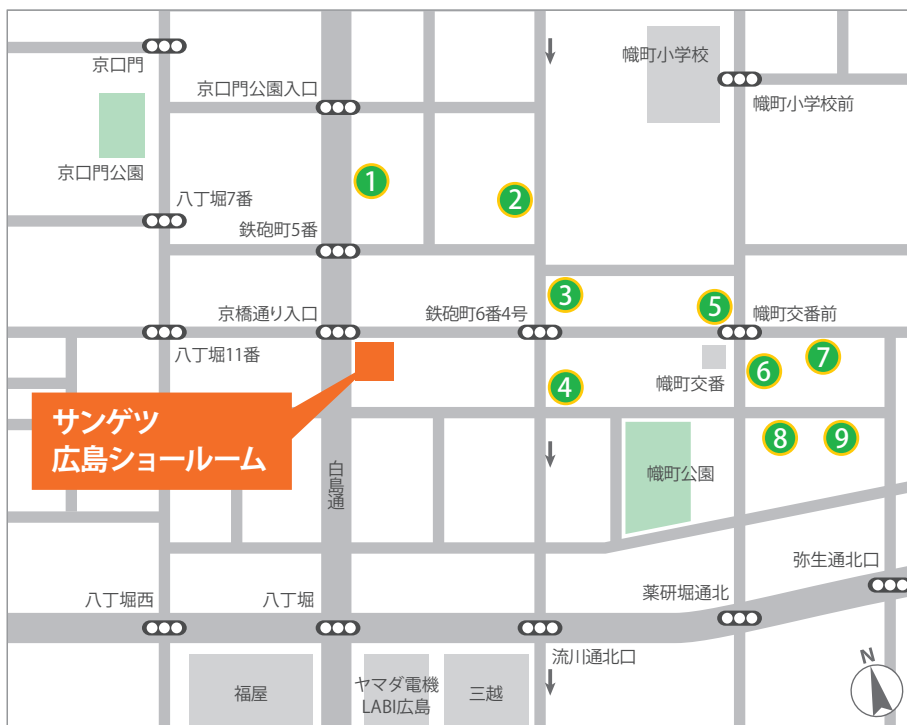 京口門
幟町小学校
京口門公園入口
幟町小学校前
京口門公園
1
八丁堀7番
2
鉄砲町5番
3
京橋通り入口
鉄砲町6番4号
5
幟町交番前
八丁堀11番
幟町交番
6
7
4
サンゲツ
広島ショールーム
8
9
白島通
幟町公園
弥生通北口
八丁堀西
八丁堀
薬研堀通北
流川通北口
福屋
ヤマダ電機
LABI広島
三越
N